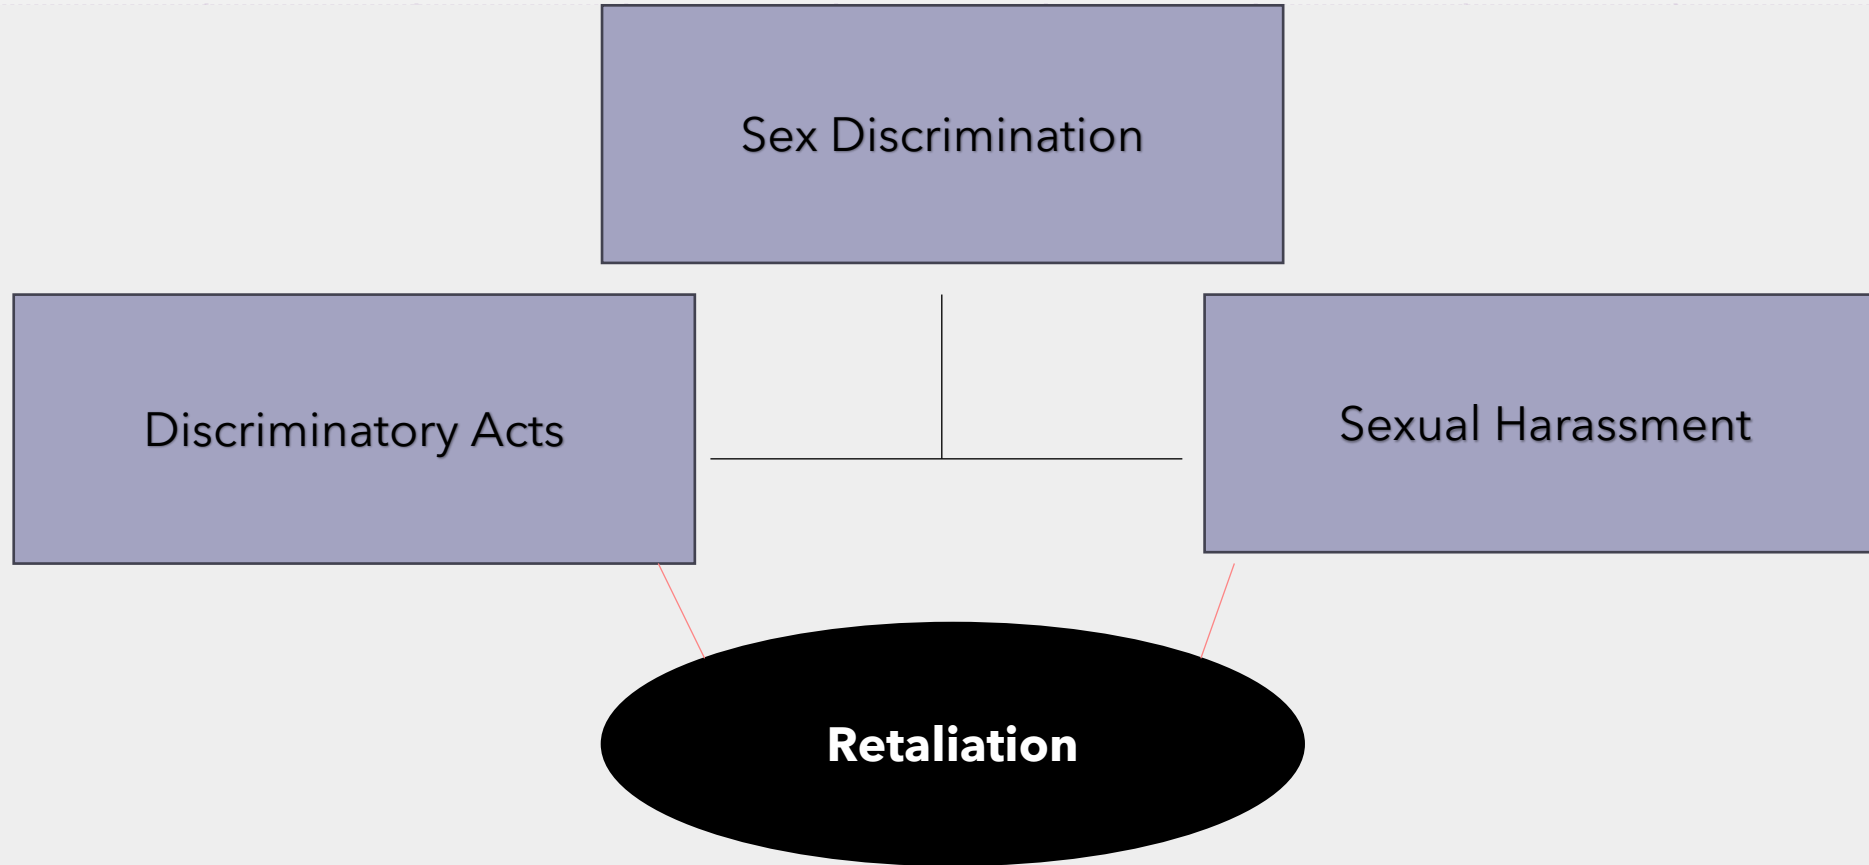 Sex Discrimination
Discriminatory Acts
Sexual Harassment
Retaliation